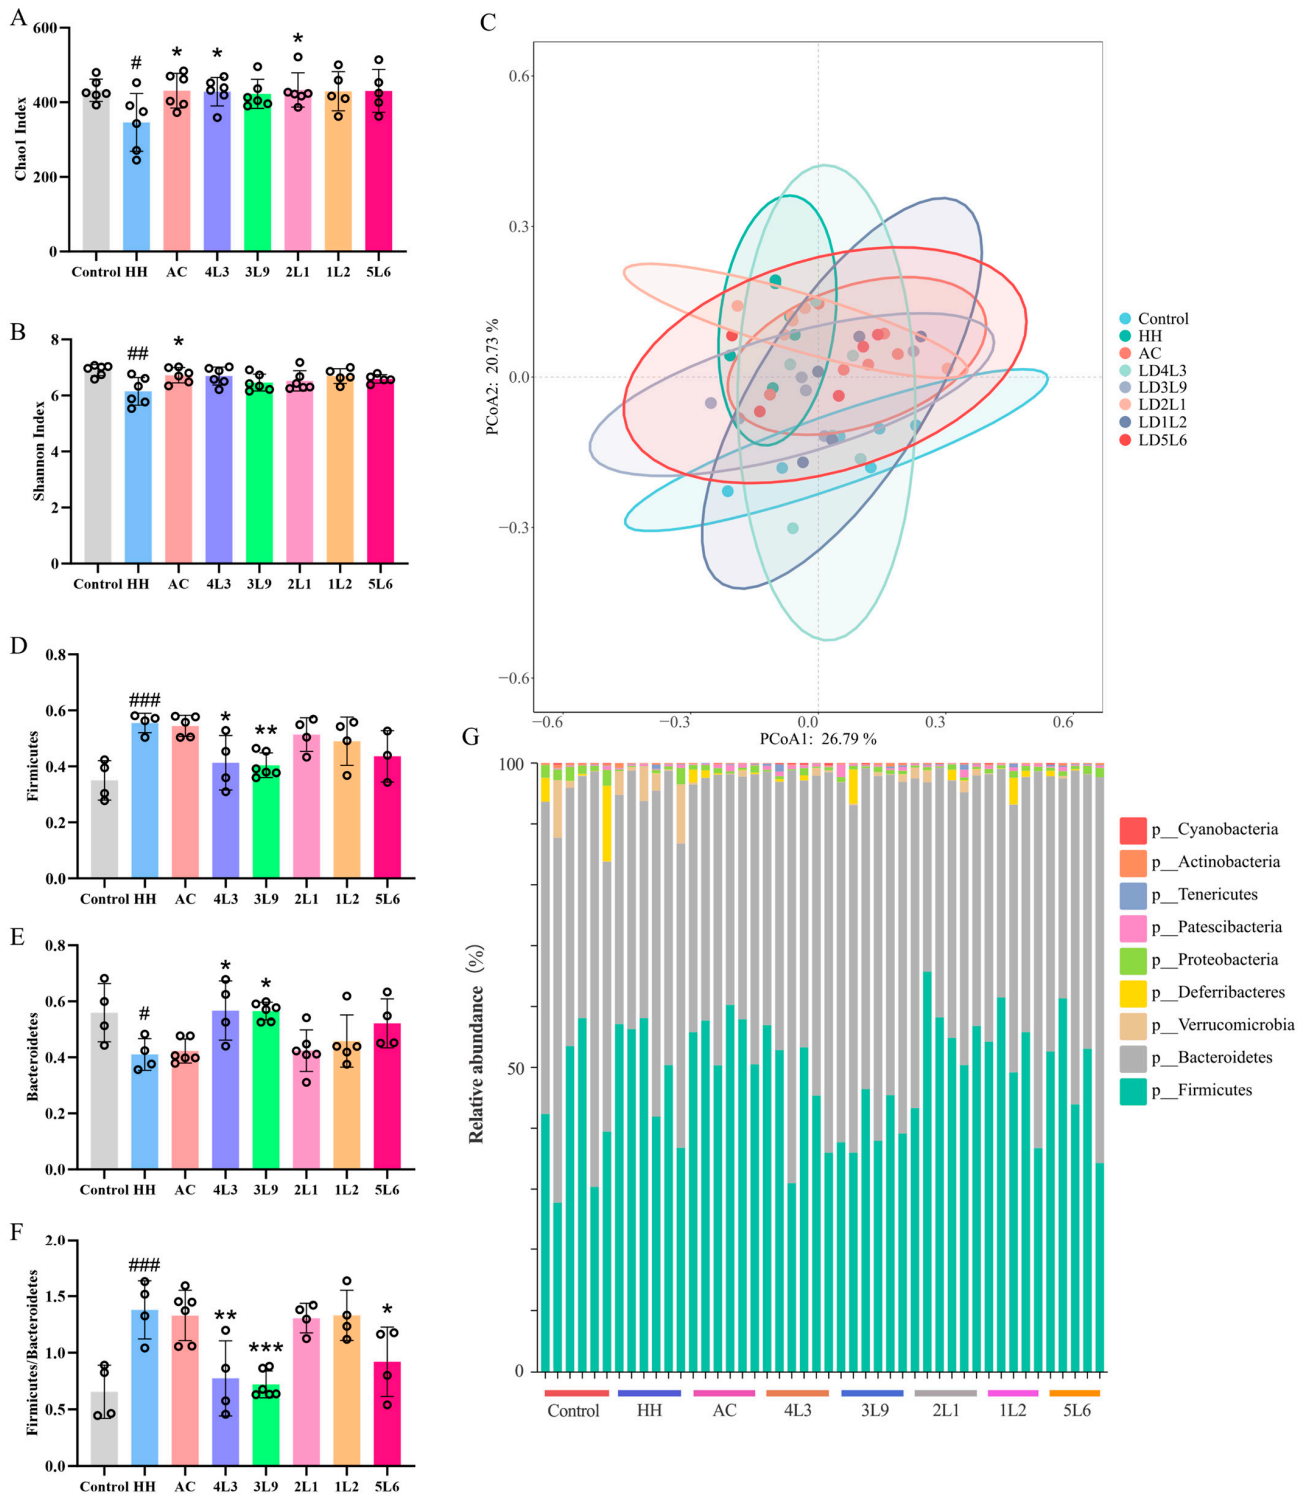 A
600
400
200
0
Chao1 Index
#
*
*
*
Control HH AC 4L3 3L9 2L1 1L2 5L6
B
8
6
4
2
0
Shannon Index
##
*
Control HH AC 4L3 3L9 2L1 1L2 5L6
C
0.6
0.3
0.0
−0.3
−0.6
PCoA2: 20.73 %
−0.6 −0.3 0.0 0.3 0.6
PCoA1: 26.79 %
Control
HH
AC
LD4L3
LD3L9
LD2L1
LD1L2
LD5L6
D
0.8
0.6
0.4
0.2
0.0
Firmicutes
###
*
**
Control HH AC 4L3 3L9 2L1 1L2 5L6
E
0.8
0.6
0.4
0.2
0.0
Bacteroidetes
#
*
*
Control HH AC 4L3 3L9 2L1 1L2 5L6
F
2.0
1.5
1.0
0.5
0.0
Firmicutes/Bacteroidetes
###
**
***
*
Control HH AC 4L3 3L9 2L1 1L2 5L6
G
100
50
0
Relative abundance (%)
Control HH AC 4L3 3L9 2L1 1L2 5L6
p__Cyanobacteria
p__Actinobacteria
p__Tenericutes
p__Patescibacteria
p__Proteobacteria
p__Deferribacteres
p__Verrucomicrobia
p__Bacteroidetes
p__Firmicutes